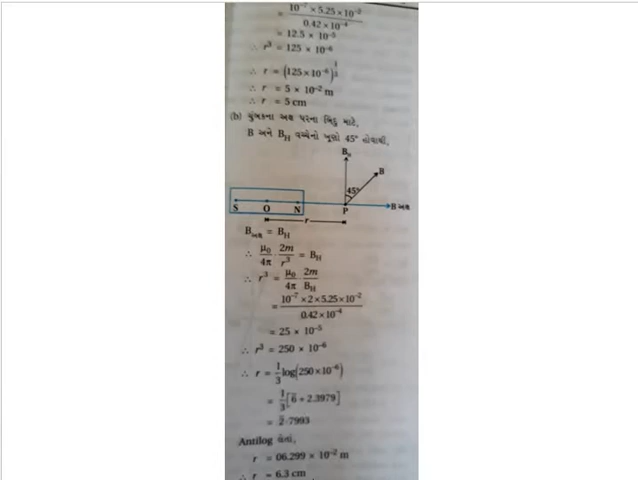 = 10⁻⁷ × 5.25 × 10⁻² / 0.42 × 10⁻⁴
= 12.5 × 10⁻⁵
∴ r³ = 125 × 10⁻⁶
∴ r = (125×10⁻⁶)^1/3
∴ r = 5 × 10⁻² m
∴ r = 5 cm
(b) ચુંબકના અક્ષ પરના બિંદુ માટે,
B અને B_H વચ્ચેનો ખૂણો 45° હોવાથી,
B_H
B
45°
S O N P B અક્ષ
r
B_અક્ષ = B_H
∴ μ₀/4π · 2m/r³ = B_H
∴ r³ = μ₀/4π · 2m/B_H
= 10⁻⁷ × 2 × 5.25 × 10⁻² / 0.42 × 10⁻⁴
= 25 × 10⁻⁵
∴ r³ = 250 × 10⁻⁶
∴ r = 1/3 log(250×10⁻⁶)
= 1/3 [6̄ + 2.3979]
= 2̄.7993
Antilog લેતાં,
r = 06.299 × 10⁻² m
∴ r = 6.3 cm